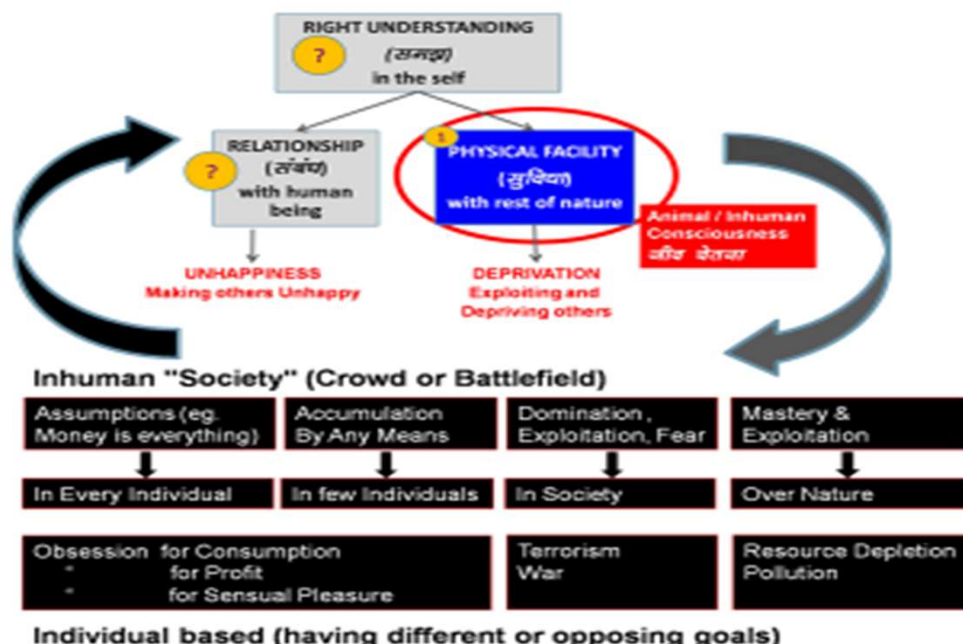 RIGHT UNDERSTANDING
?
(समझ)
in the self
RELATIONSHIP
?
(संबंध)
with human
being
1
PHYSICAL FACILITY
(सुविधा)
with rest of nature
Animal / Inhuman
Consciousness
जीव चेतना
UNHAPPINESS
Making others Unhappy
DEPRIVATION
Exploiting and
Depriving others
Inhuman "Society" (Crowd or Battlefield)
Assumptions (eg.
Money is everything)
Accumulation
By Any Means
Domination ,
Exploitation, Fear
Mastery &
Exploitation
In Every Individual
In few Individuals
In Society
Over Nature
Obsession for Consumption
" for Profit
" for Sensual Pleasure
Terrorism
War
Resource Depletion
Pollution
Individual based (having different or opposing goals)